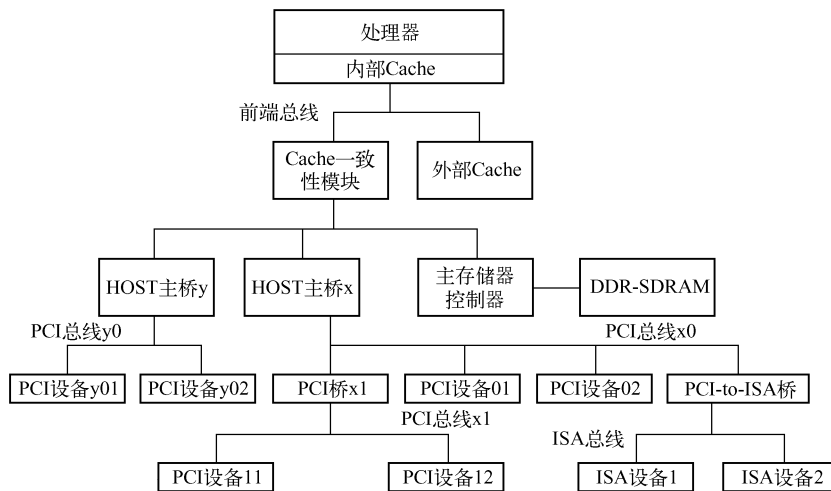 处理器
内部Cache
前端总线
Cache一致
性模块
外部Cache
HOST主桥y
HOST主桥x
主存储器
控制器
DDR-SDRAM
PCI总线y0
PCI总线x0
PCI设备y01
PCI设备y02
PCI桥x1
PCI设备01
PCI设备02
PCI-to-ISA桥
PCI总线x1
ISA总线
PCI设备11
PCI设备12
ISA设备1
ISA设备2